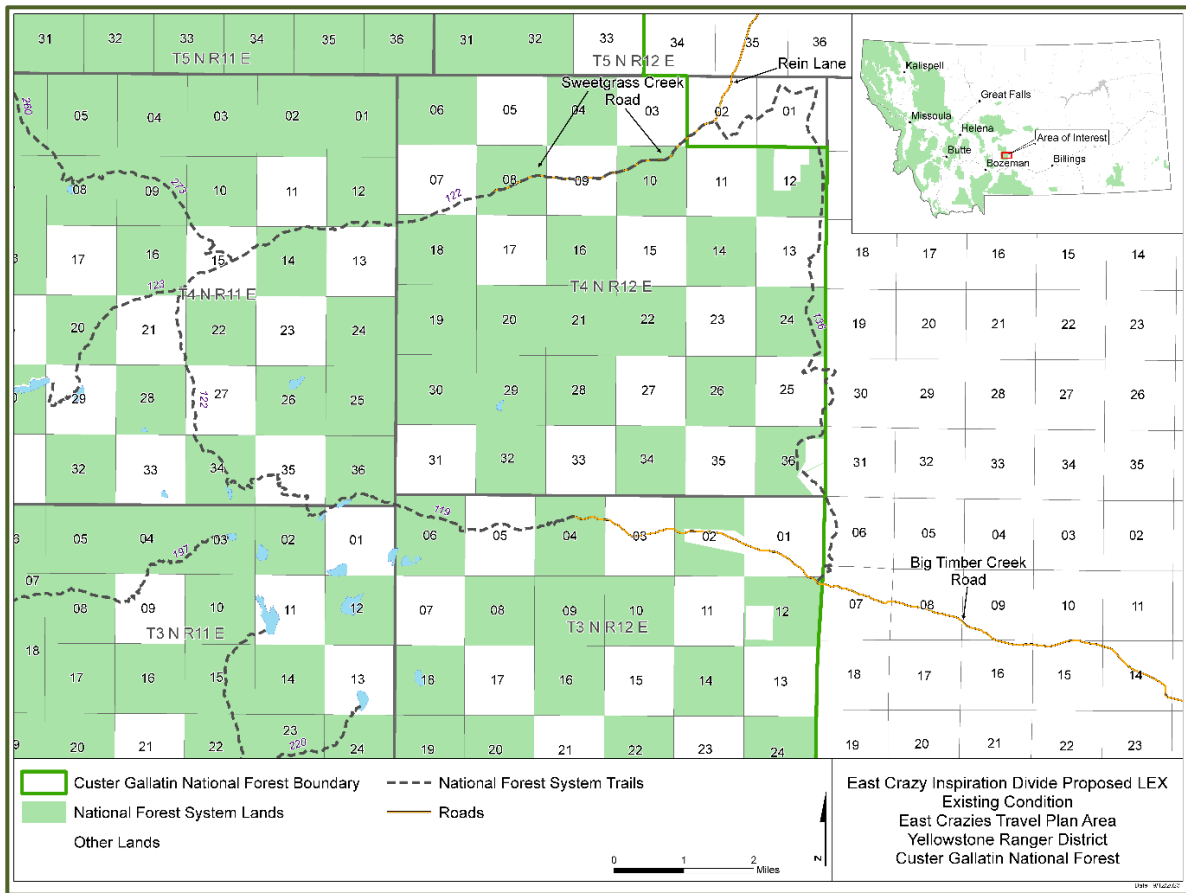 31 32 33 34 35 36 31 32 33 34 35 36
T5 N R11 E T5 N R12 E
Rein Lane
Sweetgrass Creek
Road
260
05 04 03 02 01 06 05 04 03 02 01
08 09 10 11 12 07 08 09 10 11 12
273
122
17 16 15 14 13 18 17 16 15 14 13 18 17 16 15 14
123
T4 N R11 E T4 N R12 E
20 21 22 23 24 19 20 21 22 23 24 19 20 21 22 23
136
29 28 27 26 25 30 29 28 27 26 25 30 29 28 27 26
122
32 33 34 35 36 31 32 33 34 35 36 31 32 33 34 35
119
6 05 04 03 02 01 06 05 04 03 02 01 06 05 04 03 02
197
Big Timber Creek
Road
07
08 09 10 11 12 07 08 09 10 11 12 07 08 09 10 11
T3 N R11 E T3 N R12 E
18
17 16 15 14 13 18 17 16 15 14 13 18 17 16 15 14
23
220
9 20 21 22 24 19 20 21 22 23 24 19 20 21 22 23
Kalispell
Great Falls
Missoula
Helena
Area of Interest
Butte
Bozeman
Billings
Custer Gallatin National Forest Boundary
National Forest System Lands
Other Lands
National Forest System Trails
Roads
0 1 2
Miles
N
East Crazy Inspiration Divide Proposed LEX
Existing Condition
East Crazies Travel Plan Area
Yellowstone Ranger District
Custer Gallatin National Forest